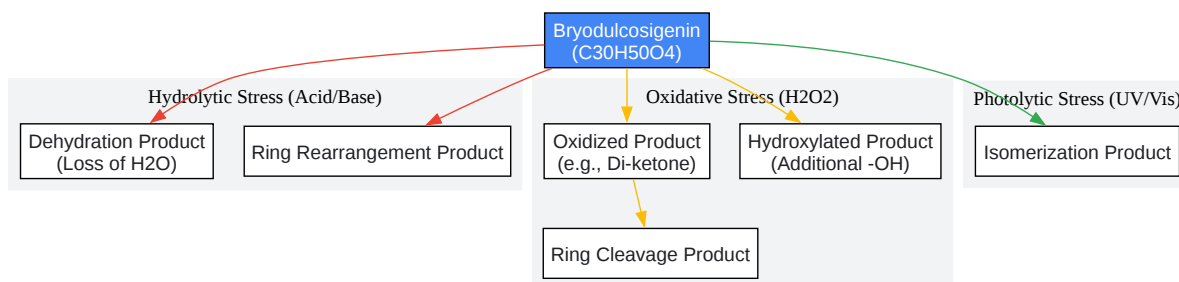 Bryodulcosigenin
(C30H50O4)
Hydrolytic Stress (Acid/Base)
Oxidative Stress (H2O2)
Photolytic Stress (UV/Vis)
Dehydration Product
(Loss of H2O)
Ring Rearrangement Product
Oxidized Product
(e.g., Di-ketone)
Hydroxylated Product
(Additional -OH)
Isomerization Product
Ring Cleavage Product